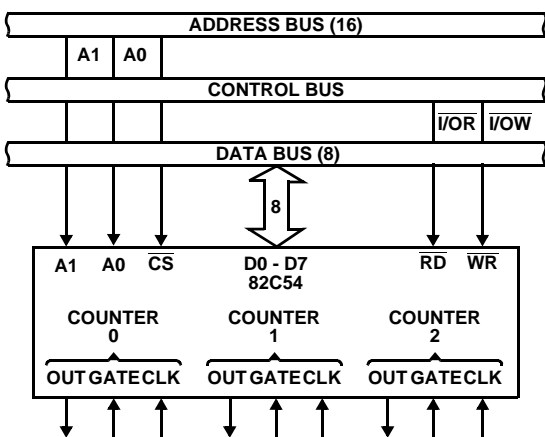 ADDRESS BUS (16)
A1 A0
CONTROL BUS
I/OR I/OW
DATA BUS (8)
8
A1 A0 CS D0 - D7 RD WR
82C54
COUNTER COUNTER COUNTER
0 1 2
OUT GATE CLK OUT GATE CLK OUT GATE CLK